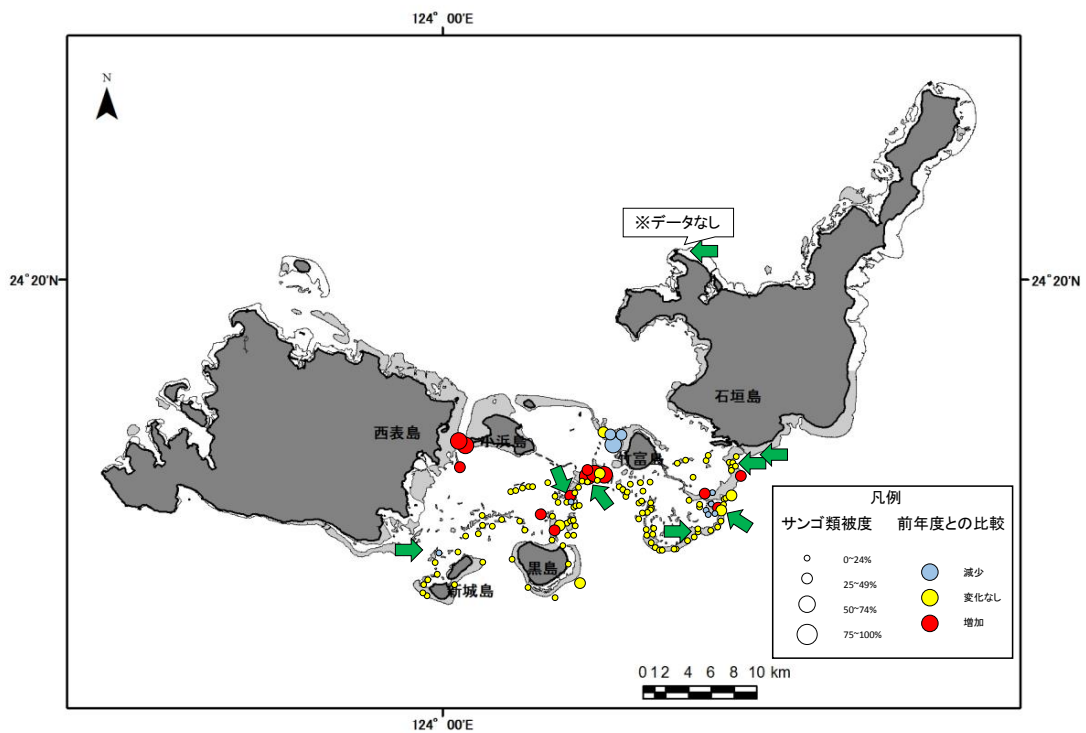 124° 00'E
N
※データなし
24°20'N
24°20'N
石垣島
西表島
小浜島
竹富島
黒島
新城島
凡例
サンゴ類被度
前年度との比較
0~24%
25~49%
50~74%
75~100%
減少
変化なし
増加
0 1 2 4 6 8 10 km
124° 00'E